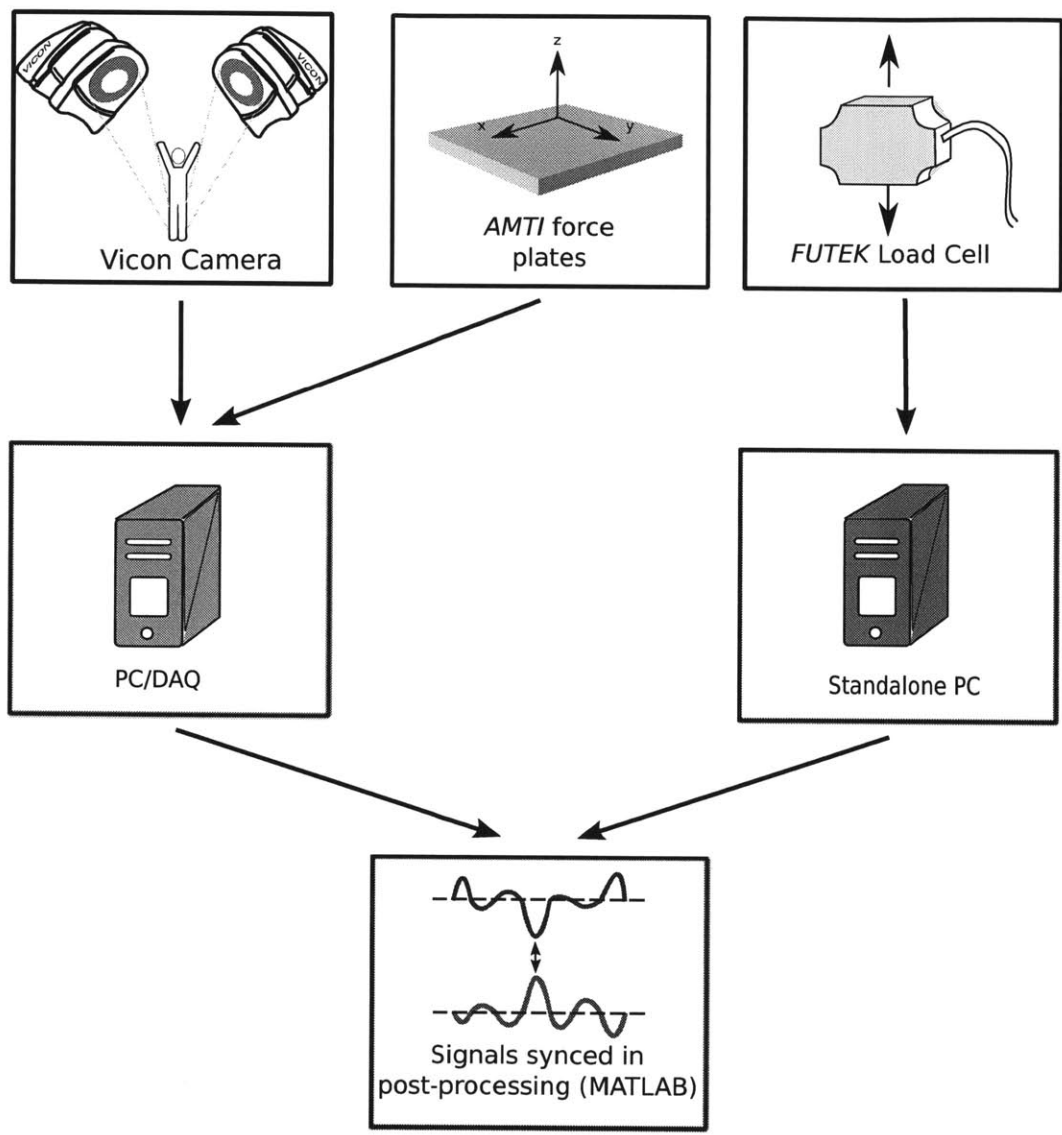 VICON
VICON
Vicon Camera
z
x
y
AMTI force
plates
FUTEK Load Cell
PC/DAQ
Standalone PC
Signals synced in
post-processing (MATLAB)